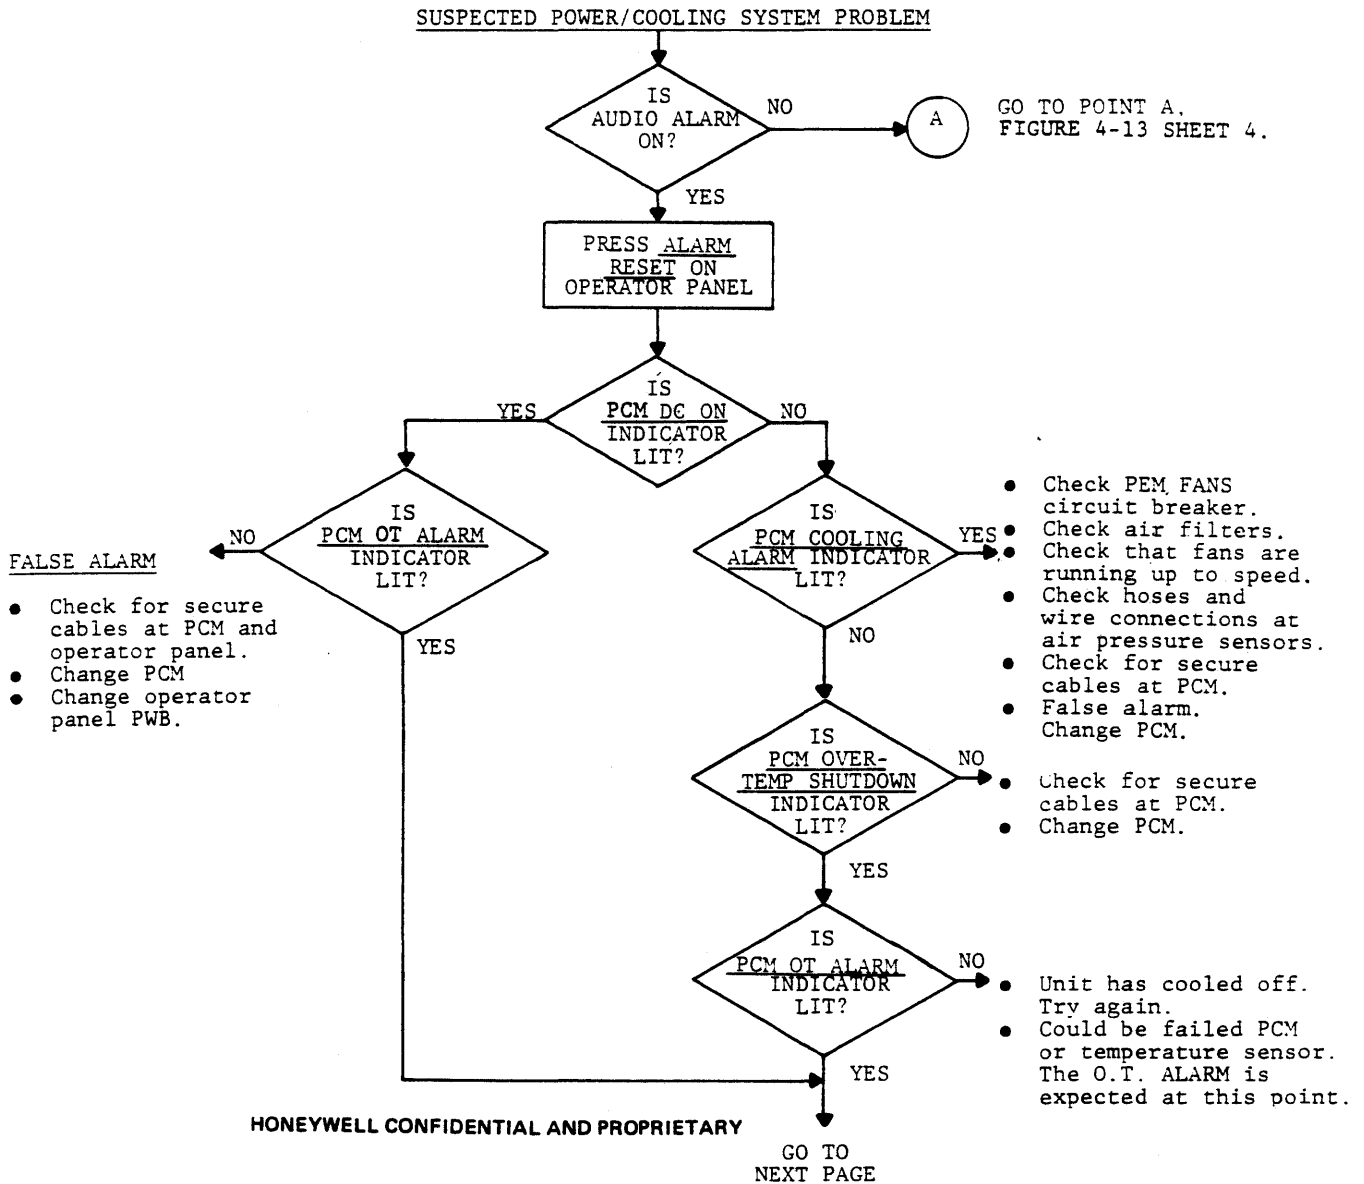 SUSPECTED POWER/COOLING SYSTEM PROBLEM
IS
AUDIO ALARM
ON?
NO
A
GO TO POINT A,
FIGURE 4-13 SHEET 4.
YES
PRESS ALARM
RESET ON
OPERATOR PANEL
IS
PCM DC ON
INDICATOR
LIT?
YES
NO
IS
PCM OT ALARM
INDICATOR
LIT?
NO
YES
FALSE ALARM
● Check for secure
cables at PCM and
operator panel.
● Change PCM
● Change operator
panel PWB.
IS
PCM COOLING
ALARM INDICATOR
LIT?
YES
NO
● Check PEM FANS
circuit breaker.
● Check air filters.
● Check that fans are
running up to speed.
● Check hoses and
wire connections at
air pressure sensors.
● Check for secure
cables at PCM.
● False alarm.
Change PCM.
IS
PCM OVER-
TEMP SHUTDOWN
INDICATOR
LIT?
NO
YES
● Check for secure
cables at PCM.
● Change PCM.
IS
PCM OT ALARM
INDICATOR
LIT?
NO
YES
● Unit has cooled off.
Try again.
● Could be failed PCM
or temperature sensor.
The O.T. ALARM is
expected at this point.
HONEYWELL CONFIDENTIAL AND PROPRIETARY
GO TO
NEXT PAGE